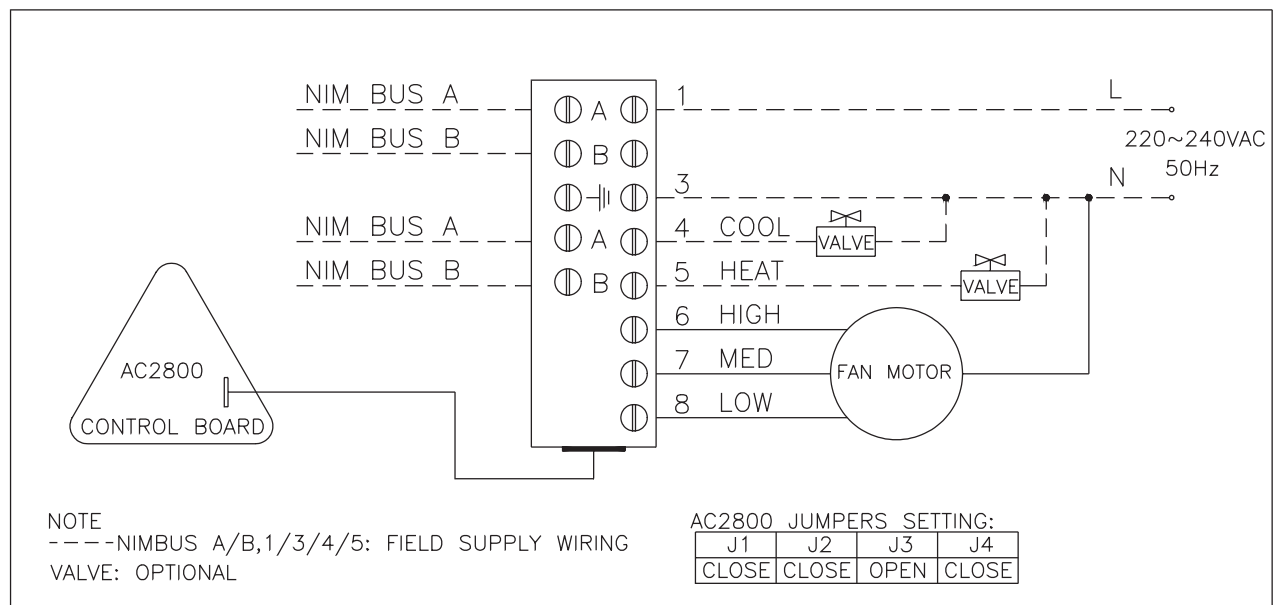 NIM BUS A
NIM BUS B
NIM BUS A
NIM BUS B
A
B
A
B
1
3
4 COOL
5 HEAT
6 HIGH
7 MED
8 LOW
VALVE
VALVE
FAN MOTOR
L
220~240VAC
50Hz
N
AC2800
CONTROL BOARD
NOTE
----NIMBUS A/B,1/3/4/5: FIELD SUPPLY WIRING
VALVE: OPTIONAL
AC2800 JUMPERS SETTING:
J1 J2 J3 J4
CLOSE CLOSE OPEN CLOSE